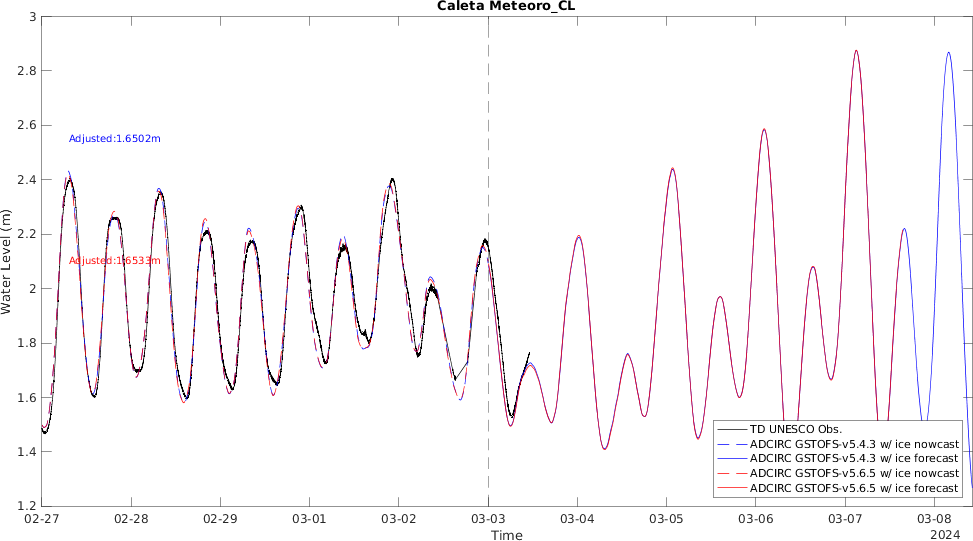 Caleta Meteoro_CL
3
2.8
2.6
2.4
2.2
2
1.8
1.6
1.4
1.2
Water Level (m)
Adjusted:1.6502m
Adjusted:1.6533m
TD UNESCO Obs.
ADCIRC GSTOFS-v5.4.3 w/ ice nowcast
ADCIRC GSTOFS-v5.4.3 w/ ice forecast
ADCIRC GSTOFS-v5.6.5 w/ ice nowcast
ADCIRC GSTOFS-v5.6.5 w/ ice forecast
02-27 02-28 02-29 03-01 03-02 03-03 03-04 03-05 03-06 03-07 03-08
Time
2024